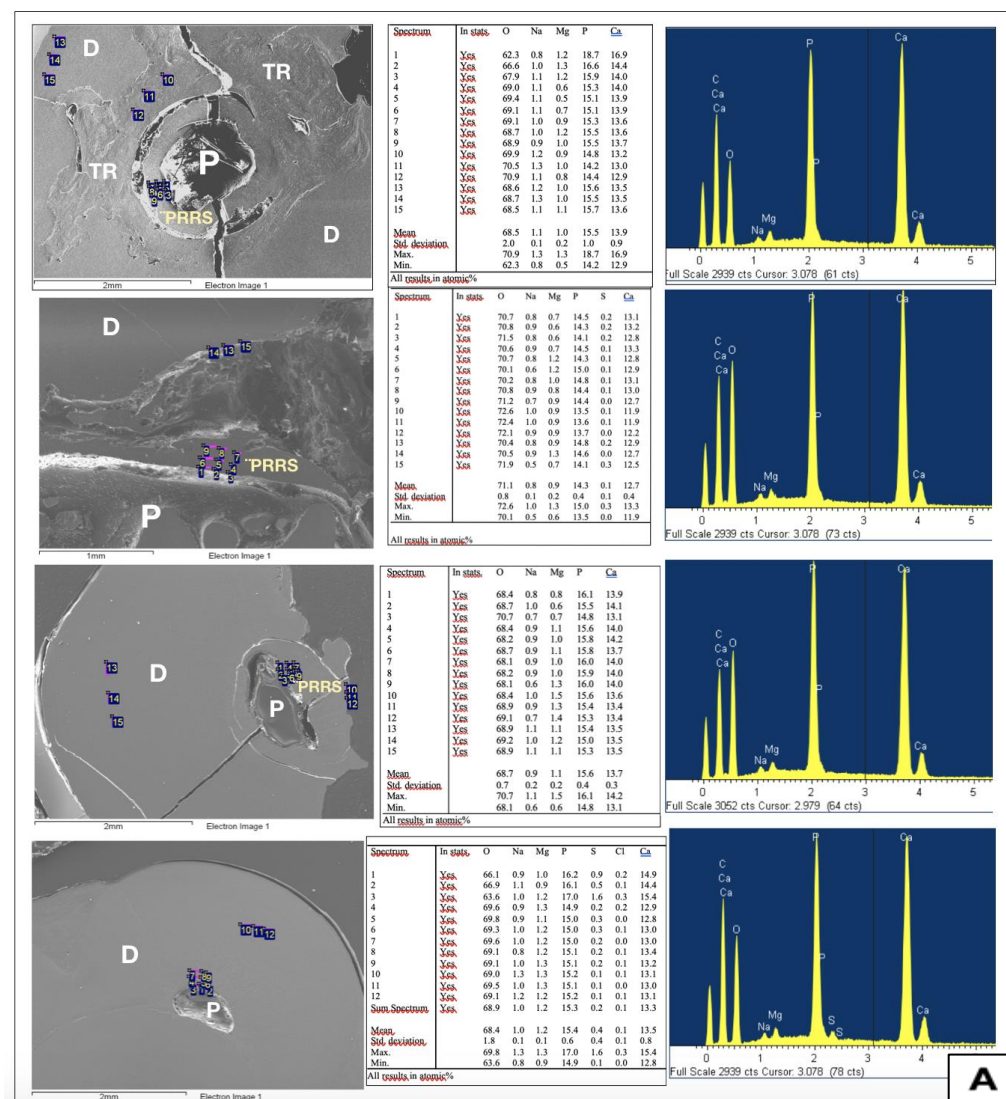 D
TR
TR
P
PRRS
D
13
14
15
10
11
12
2mm Electron Image 1
Spectrum In stats. O Na Mg P Ca
1 Yes 62.3 0.8 1.2 18.7 16.9
2 Yes 66.6 1.0 1.3 16.6 14.4
3 Yes 67.9 1.1 1.2 15.9 14.0
4 Yes 69.0 1.1 0.6 15.3 14.0
5 Yes 69.4 1.1 0.5 15.1 13.9
6 Yes 69.1 1.1 0.7 15.1 13.9
7 Yes 69.1 1.0 0.9 15.3 13.6
8 Yes 68.7 1.0 1.2 15.5 13.6
9 Yes 68.9 0.9 1.0 15.5 13.7
10 Yes 69.9 1.2 0.9 14.8 13.2
11 Yes 70.5 1.3 1.0 14.2 13.0
12 Yes 70.9 1.1 0.8 14.4 12.9
13 Yes 68.6 1.2 1.0 15.6 13.5
14 Yes 68.7 1.3 1.0 15.5 13.5
15 Yes 68.5 1.1 1.1 15.7 13.6
Mean 68.5 1.1 1.0 15.5 13.9
Std. deviation 2.0 0.1 0.2 1.0 0.9
Max. 70.9 1.3 1.3 18.7 16.9
Min. 62.3 0.8 0.5 14.2 12.9
All results in atomic%
C
Ca
Ca
O
Na
Mg
P
P
Ca
Ca
0 1 2 3 4 5
Full Scale 2939 cts Cursor: 3.078 (61 cts)
D
14 13 15
9 8 7
6 5 4
1 2 3
PRRS
P
1mm Electron Image 1
Spectrum In stats. O Na Mg P S Ca
1 Yes 70.7 0.8 0.7 14.5 0.2 13.1
2 Yes 70.8 0.9 0.6 14.3 0.2 13.2
3 Yes 71.5 0.8 0.6 14.1 0.2 12.8
4 Yes 70.6 0.9 0.7 14.5 0.1 13.3
5 Yes 70.7 0.8 1.2 14.3 0.1 12.8
6 Yes 70.1 0.6 1.2 15.0 0.1 12.9
7 Yes 70.2 0.8 1.0 14.8 0.1 13.1
8 Yes 70.8 0.9 0.8 14.4 0.1 13.0
9 Yes 71.2 0.7 0.9 14.4 0.0 12.7
10 Yes 72.6 1.0 0.9 13.5 0.1 11.9
11 Yes 72.4 1.0 0.9 13.6 0.1 11.9
12 Yes 72.1 0.9 0.9 13.7 0.0 12.2
13 Yes 70.4 0.8 0.9 14.8 0.2 12.9
14 Yes 70.5 0.9 1.3 14.6 0.0 12.7
15 Yes 71.9 0.5 0.7 14.1 0.3 12.5
Mean 71.1 0.8 0.9 14.3 0.1 12.7
Std. deviation 0.8 0.1 0.2 0.4 0.1 0.4
Max. 72.6 1.0 1.3 15.0 0.3 13.3
Min. 70.1 0.5 0.6 13.5 0.0 11.9
All results in atomic%
C
Ca
Ca
O
Na
Mg
P
P
Ca
Ca
0 1 2 3 4 5
Full Scale 2939 cts Cursor: 3.078 (73 cts)
D
13
14
15
P
PRRS
10
11
12
2mm Electron Image 1
Spectrum In stats. O Na Mg P Ca
1 Yes 68.4 0.8 0.8 16.1 13.9
2 Yes 68.7 1.0 0.6 15.5 14.1
3 Yes 70.7 0.7 0.7 14.8 13.1
4 Yes 68.4 0.9 1.1 15.6 14.0
5 Yes 68.2 0.9 1.0 15.8 14.2
6 Yes 68.7 0.9 1.1 15.8 13.7
7 Yes 68.1 0.9 1.0 16.0 14.0
8 Yes 68.2 0.9 1.0 15.9 14.0
9 Yes 68.1 0.6 1.3 16.0 14.0
10 Yes 68.4 1.0 1.5 15.6 13.6
11 Yes 68.9 0.9 1.3 15.4 13.4
12 Yes 69.1 0.7 1.4 15.3 13.4
13 Yes 68.9 1.1 1.1 15.4 13.5
14 Yes 69.2 1.0 1.2 15.0 13.5
15 Yes 68.9 1.1 1.1 15.3 13.5
Mean 68.7 0.9 1.1 15.6 13.7
Std. deviation 0.7 0.2 0.2 0.4 0.3
Max. 70.7 1.1 1.5 16.1 14.2
Min. 68.1 0.6 0.6 14.8 13.1
All results in atomic%
C
Ca
Ca
O
Na
Mg
P
P
Ca
Ca
0 1 2 3 4 5
Full Scale 3052 cts Cursor: 2.979 (64 cts)
D
10 11 12
P
2mm Electron Image 1
Spectrum In stats. O Na Mg P S Cl Ca
1 Yes 66.1 0.9 1.0 16.2 0.9 0.2 14.9
2 Yes 66.9 1.1 0.9 16.1 0.5 0.1 14.4
3 Yes 63.6 1.0 1.2 17.0 1.6 0.3 15.4
4 Yes 69.6 0.9 1.3 14.9 0.2 0.2 12.9
5 Yes 69.8 0.9 1.1 15.0 0.3 0.0 12.8
6 Yes 69.3 1.0 1.2 15.0 0.3 0.1 13.0
7 Yes 69.6 1.0 1.2 15.0 0.2 0.0 13.0
8 Yes 69.1 0.8 1.2 15.1 0.2 0.1 13.4
9 Yes 69.1 1.0 1.3 15.1 0.2 0.1 13.2
10 Yes 69.0 1.3 1.3 15.2 0.1 0.1 13.1
11 Yes 69.5 1.0 1.3 15.1 0.1 0.0 13.0
12 Yes 69.1 1.2 1.2 15.2 0.1 0.1 13.1
Sum Spectrum Yes 68.9 1.0 1.2 15.3 0.2 0.1 13.3
Mean 68.4 1.0 1.2 15.4 0.4 0.1 13.5
Std. deviation 1.8 0.1 0.1 0.6 0.4 0.1 0.8
Max. 69.8 1.3 1.3 17.0 1.6 0.3 15.4
Min. 63.6 0.8 0.9 14.9 0.1 0.0 12.8
All results in atomic%
C
Ca
Ca
O
Na
Mg
P
P
S
S
Ca
Ca
0 1 2 3 4 5
Full Scale 2939 cts Cursor: 3.078 (78 cts)
A